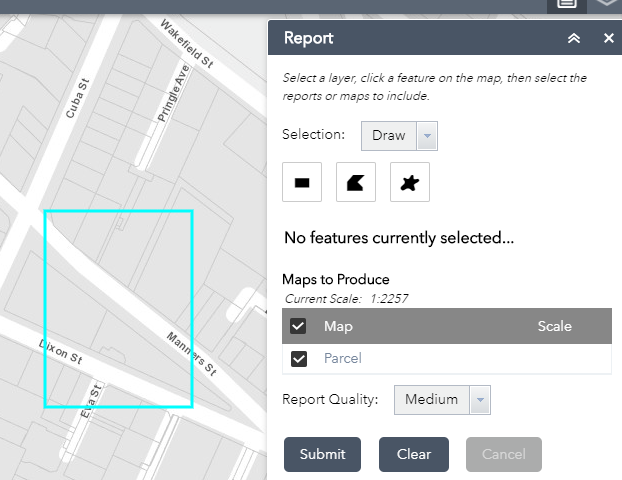 Report
Select a layer, click a feature on the map, then select the
reports or maps to include.
Selection: Draw
No features currently selected...
Maps to Produce
Current Scale: 1:2257
Map Scale
Parcel
Report Quality: Medium
Submit Clear Cancel
Wakefield St
Pringle Ave
Cuba St
Manners St
Dixon St
Eva St